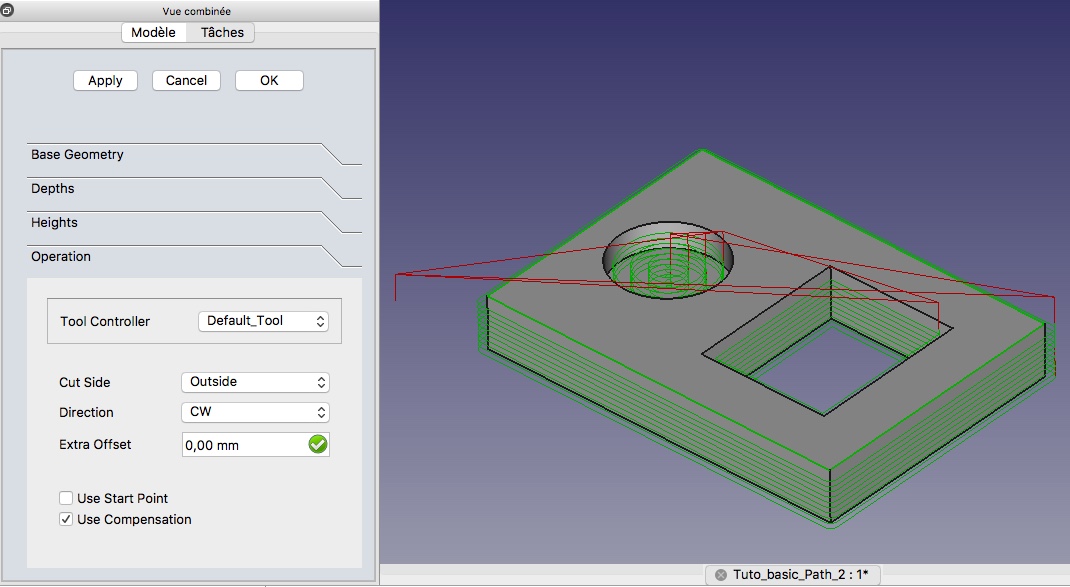 Vue combinée
Modèle Tâches
Apply Cancel OK
Base Geometry
Depths
Heights
Operation
Tool Controller Default_Tool
Cut Side Outside
Direction CW
Extra Offset 0,00 mm
Use Start Point
Use Compensation
Tuto_basic_Path_2 : 1*